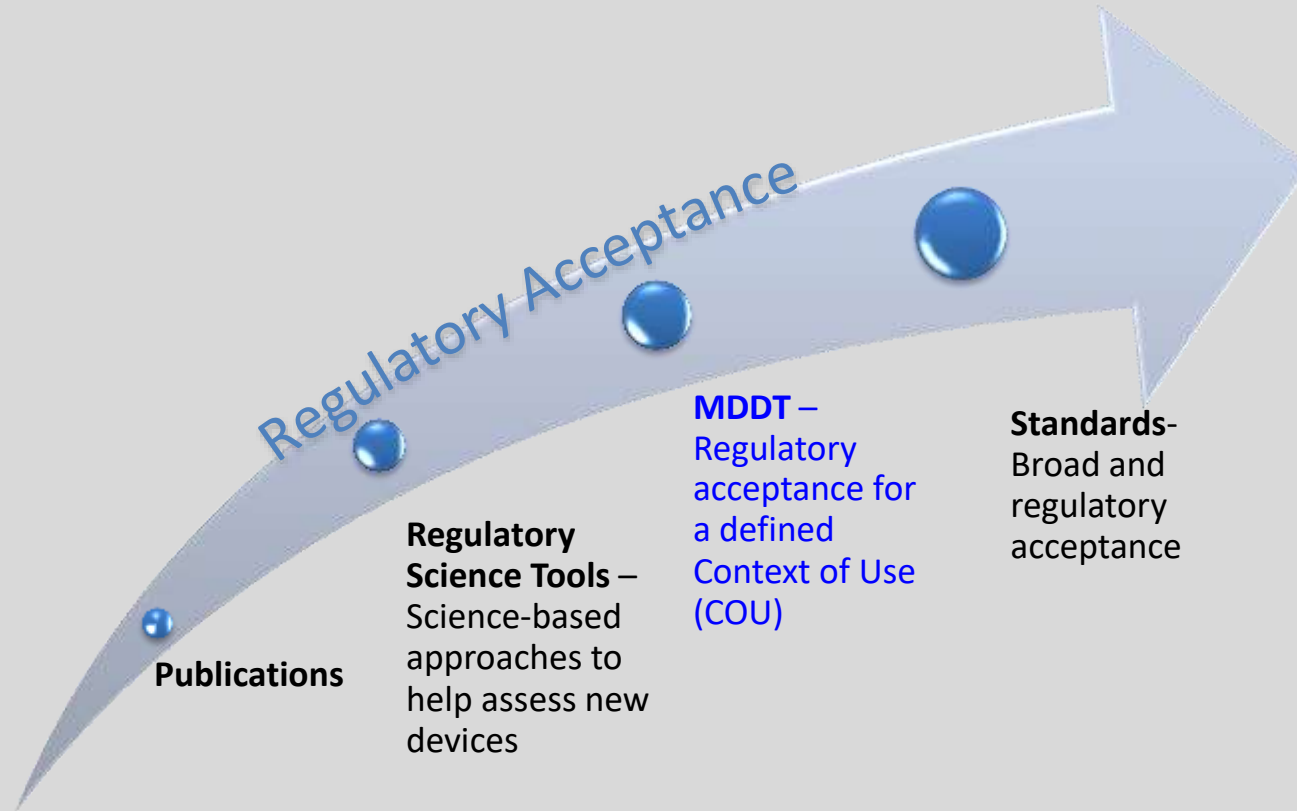 Regulatory Acceptance
Publications
Regulatory
Science Tools –
Science-based
approaches to
help assess new
devices
MDDT –
Regulatory
acceptance for
a defined
Context of Use
(COU)
Standards-
Broad and
regulatory
acceptance